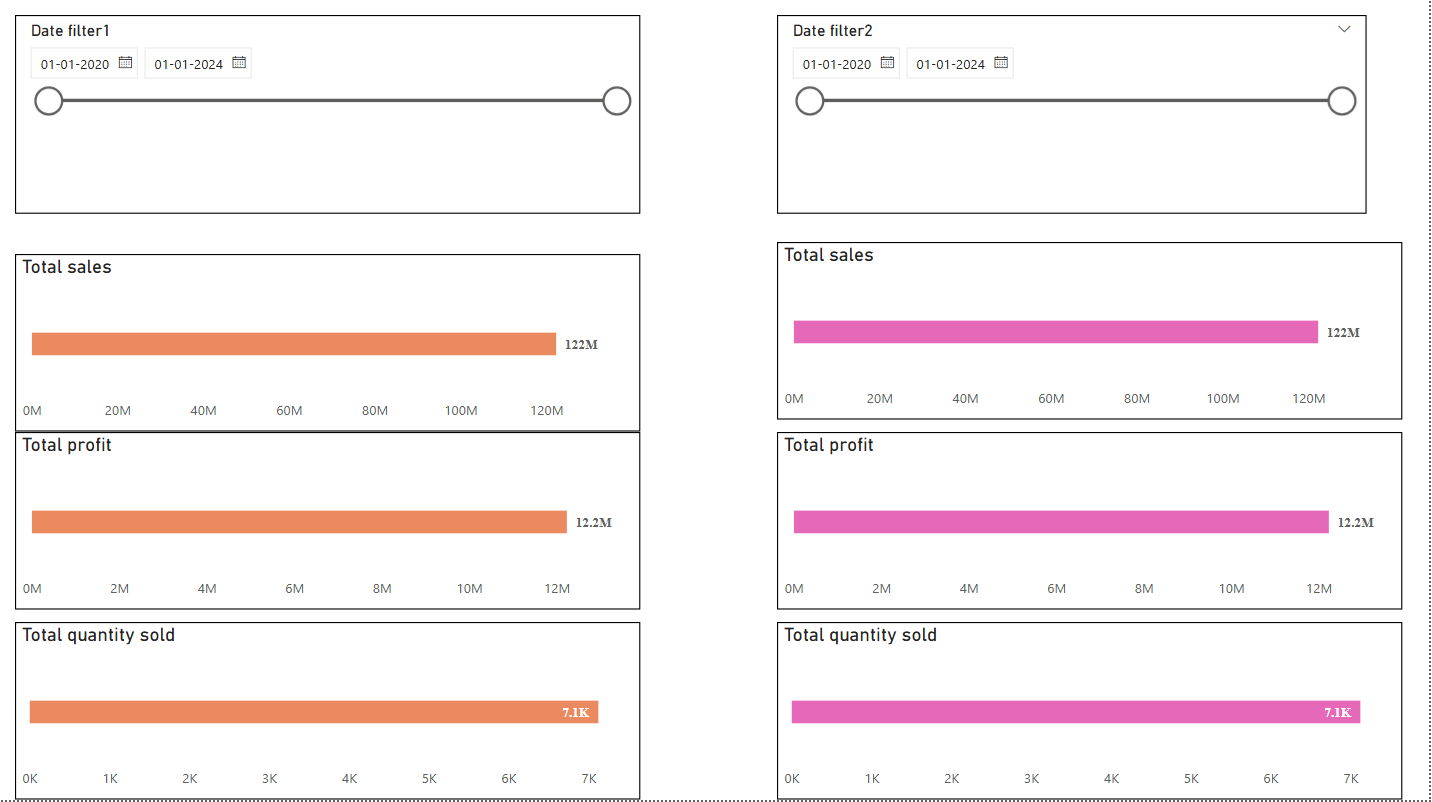 Date filter1
01-01-2020 01-01-2024
Total sales
122M
0M 20M 40M 60M 80M 100M 120M
Total profit
12.2M
0M 2M 4M 6M 8M 10M 12M
Total quantity sold
7.1K
0K 1K 2K 3K 4K 5K 6K 7K
Date filter2
01-01-2020 01-01-2024
Total sales
122M
0M 20M 40M 60M 80M 100M 120M
Total profit
12.2M
0M 2M 4M 6M 8M 10M 12M
Total quantity sold
7.1K
0K 1K 2K 3K 4K 5K 6K 7K